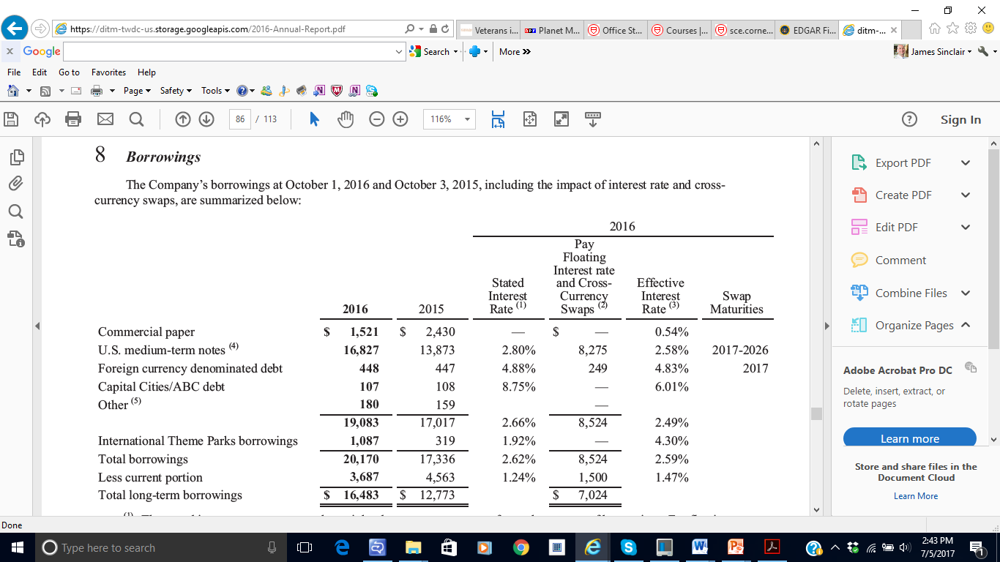 https://ditm-twdc-us.storage.googleapis.com/2016-Annual-Report.pdf
Veterans i... Planet M... Office St... Courses |... sce.corne... EDGAR Fi... ditm-...
x Google Search More »
James Sinclair
File Edit Go to Favorites Help
Page Safety Tools
86 / 113 116% Sign In
8 Borrowings
The Company's borrowings at October 1, 2016 and October 3, 2015, including the impact of interest rate and cross-
currency swaps, are summarized below:
2016
Pay
Floating
Interest rate
Stated and Cross- Effective
Interest Currency Interest Swap
2016 2015 Rate (1) Swaps (2) Rate (3) Maturities
Commercial paper $ 1,521 $ 2,430 — $ — 0.54%
U.S. medium-term notes (4) 16,827 13,873 2.80% 8,275 2.58% 2017-2026
Foreign currency denominated debt 448 447 4.88% 249 4.83% 2017
Capital Cities/ABC debt 107 108 8.75% — 6.01%
Other (5) 180 159 —
19,083 17,017 2.66% 8,524 2.49%
International Theme Parks borrowings 1,087 319 1.92% — 4.30%
Total borrowings 20,170 17,336 2.62% 8,524 2.59%
Less current portion 3,687 4,563 1.24% 1,500 1.47%
Total long-term borrowings $ 16,483 $ 12,773 $ 7,024
Export PDF
Create PDF
Edit PDF
Comment
Combine Files
Organize Pages
Adobe Acrobat Pro DC
Delete, insert, extract, or
rotate pages
Learn more
Store and share files in the
Document Cloud
Learn More
Done
Type here to search
2:43 PM
7/5/2017